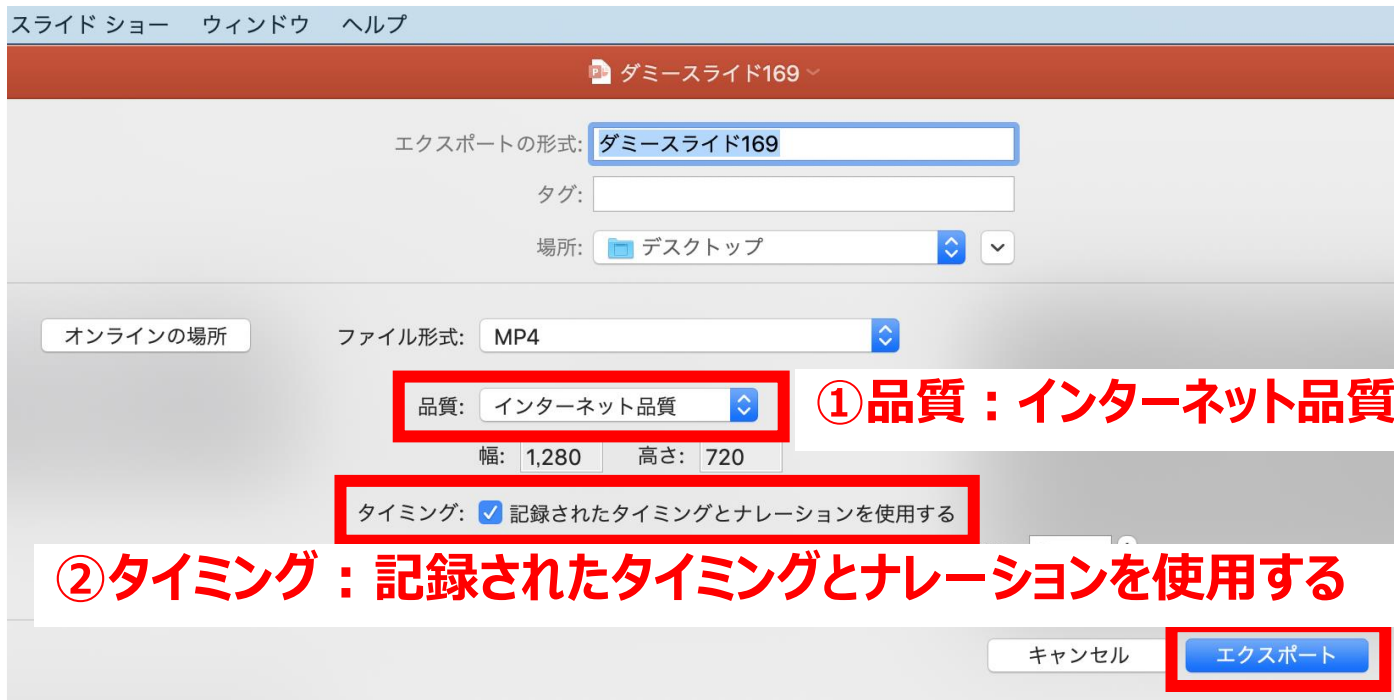 スライド ショー ウィンドウ ヘルプ
ダミースライド169
エクスポートの形式: ダミースライド169
タグ:
場所: デスクトップ
オンラインの場所 ファイル形式: MP4
品質: インターネット品質 ①品質：インターネット品質
幅: 1,280 高さ: 720
タイミング: 記録されたタイミングとナレーションを使用する
②タイミング：記録されたタイミングとナレーションを使用する
キャンセル エクスポート